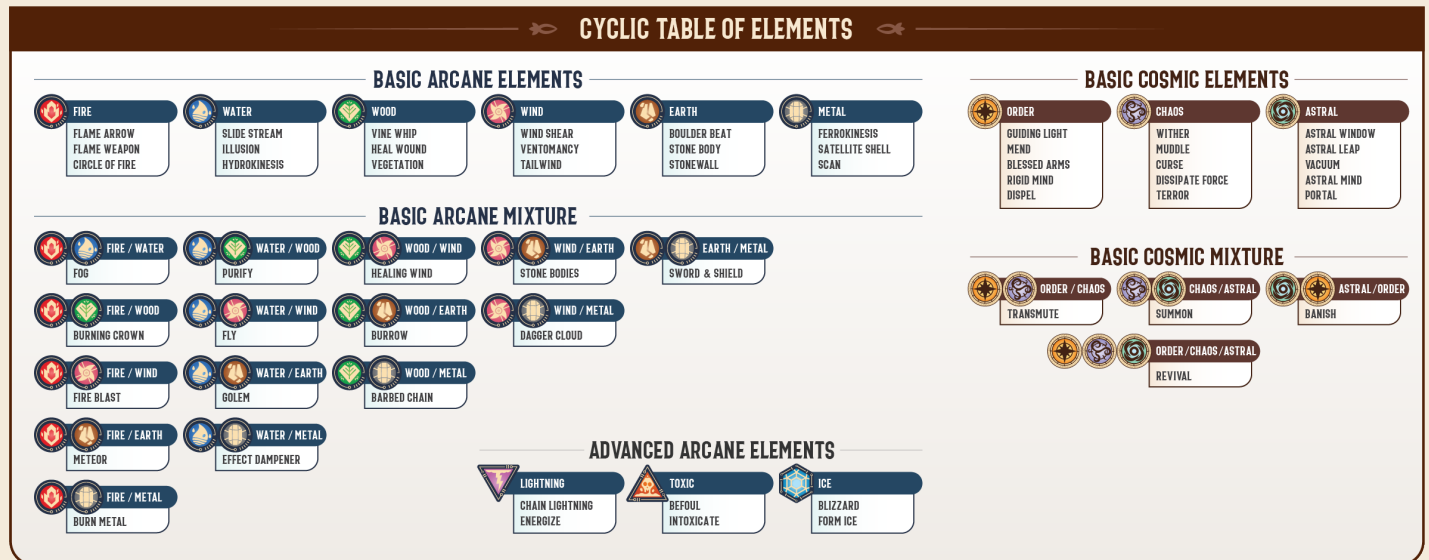 CYCLIC TABLE OF ELEMENTS
BASIC ARCANE ELEMENTS
FIRE
FLAME ARROW
FLAME WEAPON
CIRCLE OF FIRE
WATER
SLIDE STREAM
ILLUSION
HYDROKINESIS
WOOD
VINE WHIP
HEAL WOUND
VEGETATION
WIND
WIND SHEAR
VENTOMANCY
TAILWIND
EARTH
BOULDER BEAT
STONE BODY
STONEWALL
METAL
FERROKINESIS
SATELLITE SHELL
SCAN
BASIC ARCANE MIXTURE
FIRE / WATER
FOG
WATER / WOOD
PURIFY
WOOD / WIND
HEALING WIND
WIND / EARTH
STONE BODIES
EARTH / METAL
SWORD & SHIELD
FIRE / WOOD
BURNING CROWN
WATER / WIND
FLY
WOOD / EARTH
BURROW
WIND / METAL
DAGGER CLOUD
FIRE / WIND
FIRE BLAST
WATER / EARTH
GOLEM
WOOD / METAL
BARBED CHAIN
FIRE / EARTH
METEOR
WATER / METAL
EFFECT DAMPENER
FIRE / METAL
BURN METAL
ADVANCED ARCANE ELEMENTS
LIGHTNING
CHAIN LIGHTNING
ENERGIZE
TOXIC
BEFOUL
INTOXICATE
ICE
BLIZZARD
FORM ICE
BASIC COSMIC ELEMENTS
ORDER
GUIDING LIGHT
MEND
BLESSED ARMS
RIGID MIND
DISPEL
CHAOS
WITHER
MUDDLE
CURSE
DISSIPATE FORCE
TERROR
ASTRAL
ASTRAL WINDOW
ASTRAL LEAP
VACUUM
ASTRAL MIND
PORTAL
BASIC COSMIC MIXTURE
ORDER / CHAOS
TRANSMUTE
CHAOS/ASTRAL
SUMMON
ASTRAL/ORDER
BANISH
ORDER/CHAOS/ASTRAL
REVIVAL